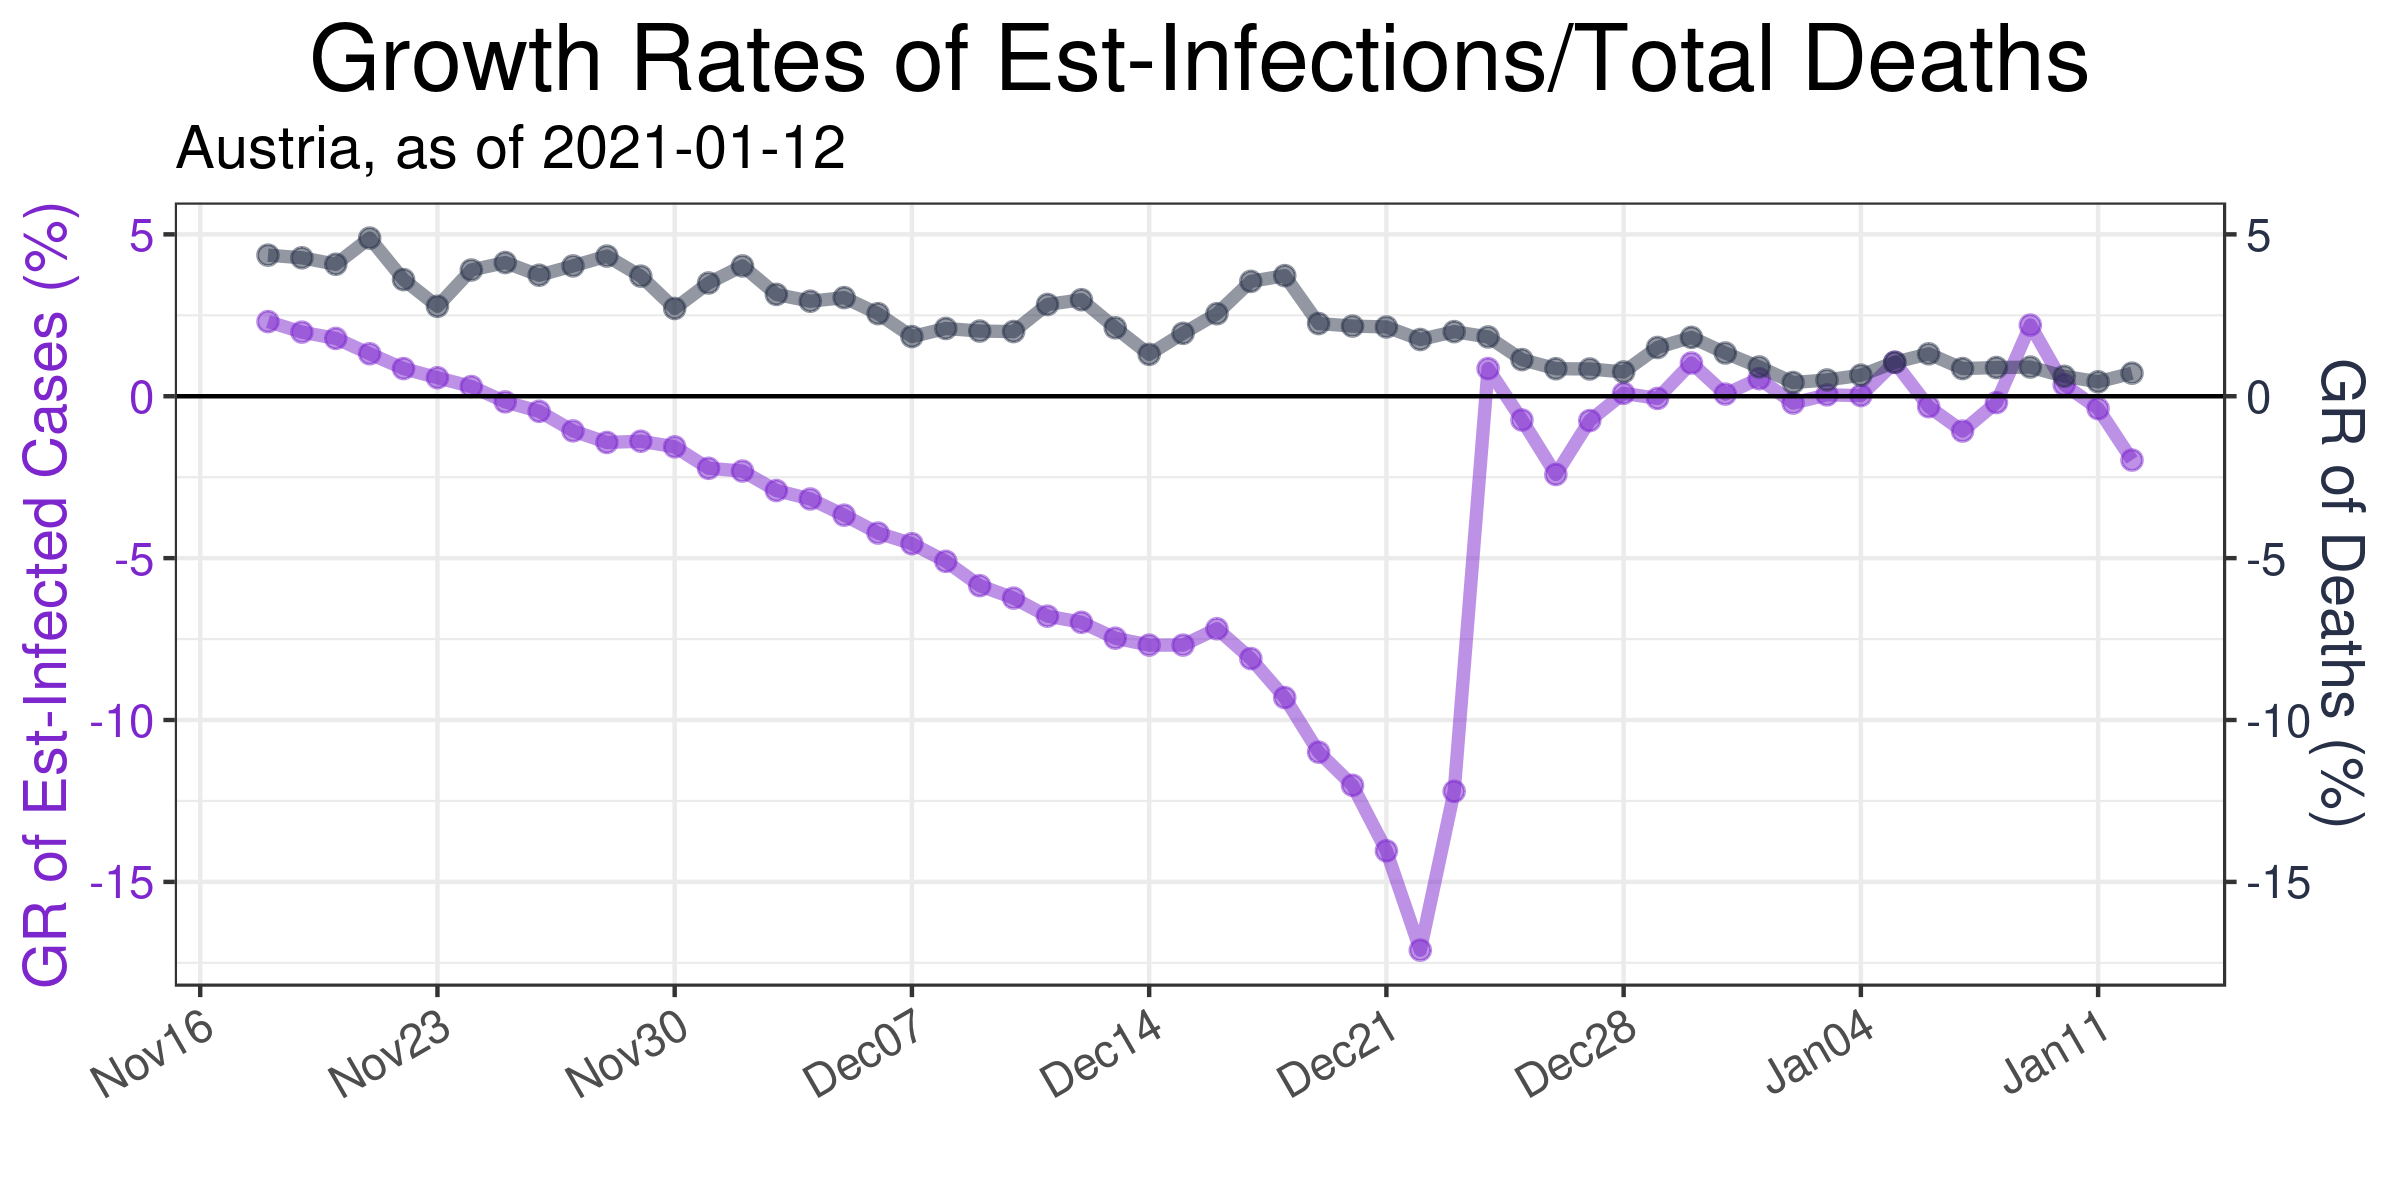 Growth Rates of Est-Infections/Total Deaths
Austria, as of 2021-01-12
GR of Est-Infected Cases (%)
5
0
-5
-10
-15
5
0
-5
-10
-15
GR of Deaths (%)
Nov16
Nov23
Nov30
Dec07
Dec14
Dec21
Dec28
Jan04
Jan11